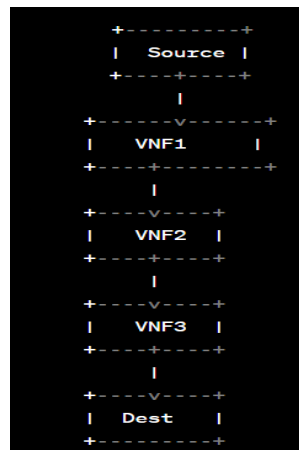 +---------+
|  Source |
+----+----+
|
+------v------+
|   VNF1      |
+----+--------+
|
+----v----+
|   VNF2  |
+----+----+
|
+----v----+
|   VNF3  |
+----+----+
|
+----v----+
|  Dest   |
+---------+